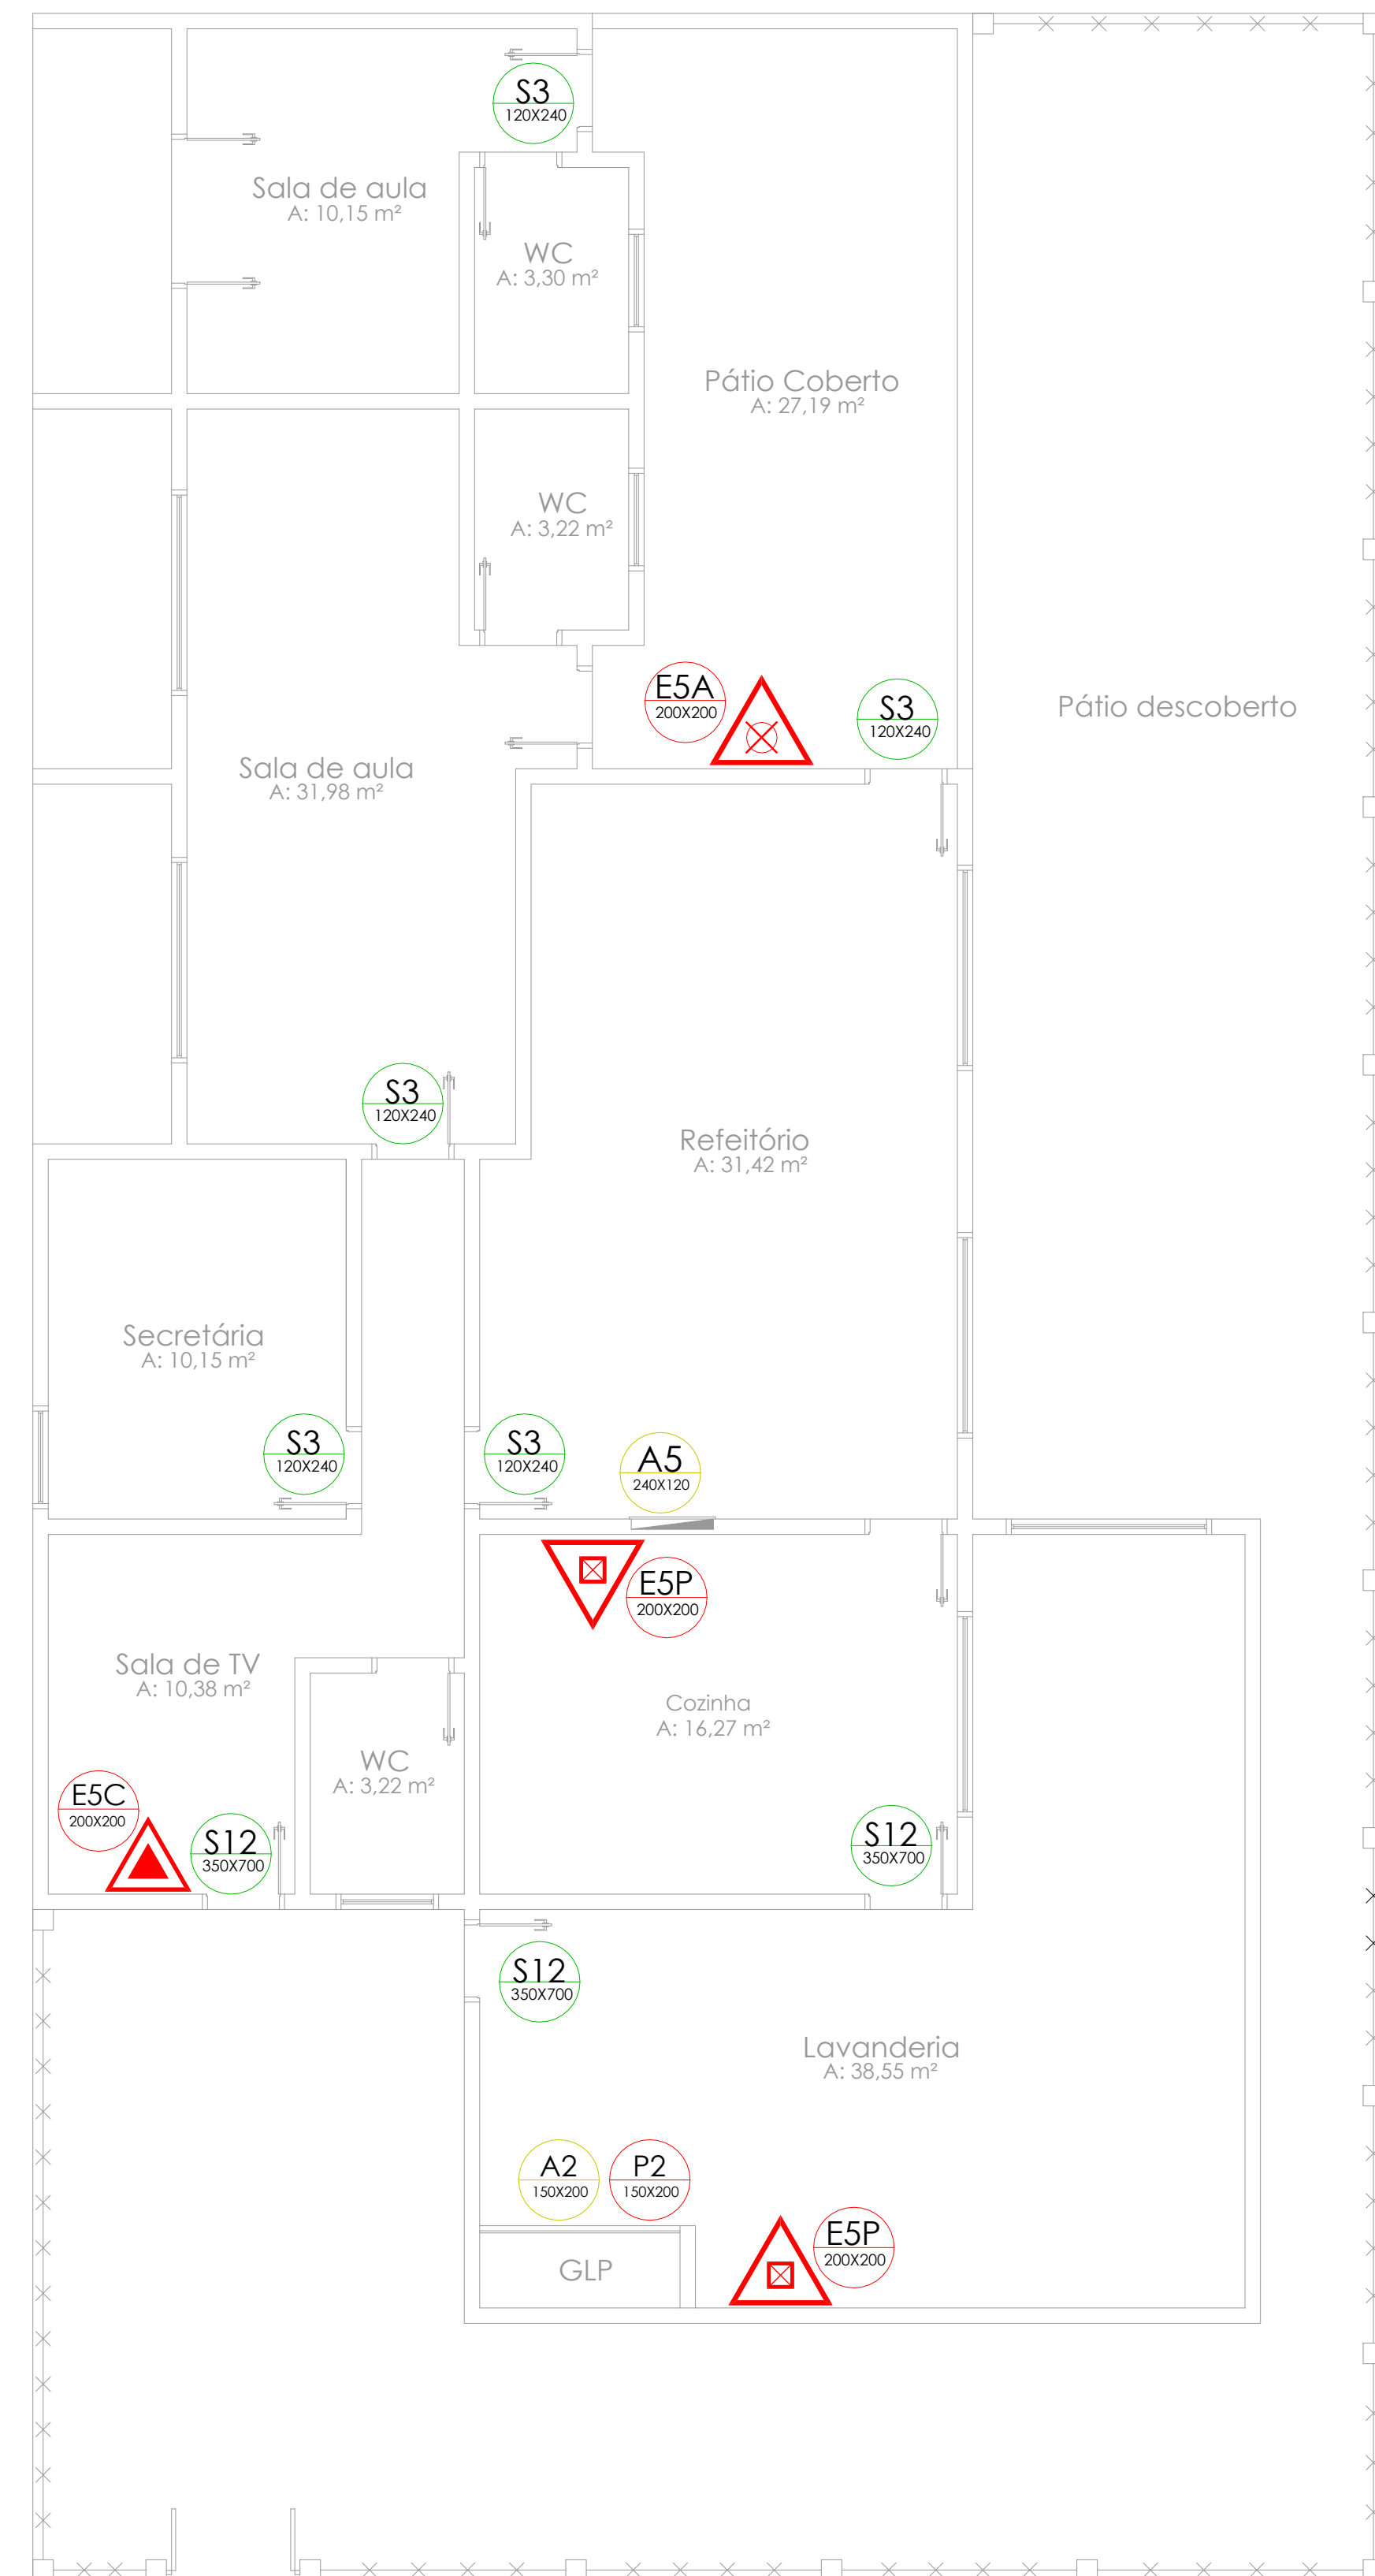 S3
120X240
Sala de aula
A: 10,15 m²
WC
A: 3,30 m²
Pátio Coberto
A: 27,19 m²
WC
A: 3,22 m²
E5A
200X200
S3
120X240
Pátio descoberto
Sala de aula
A: 31,98 m²
S3
120X240
Refeitório
A: 31,42 m²
Secretária
A: 10,15 m²
S3
120X240
S3
120X240
A5
240X120
E5P
200X200
Sala de TV
A: 10,38 m²
Cozinha
A: 16,27 m²
WC
A: 3,22 m²
E5C
200X200
S12
350X700
S12
350X700
S12
350X700
Lavanderia
A: 38,55 m²
A2
150X200
P2
150X200
E5P
200X200
GLP